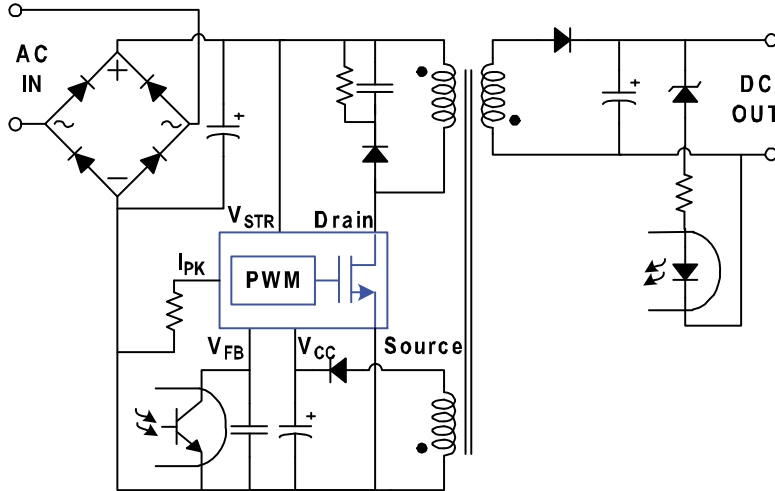 AC
IN
+
~
~
−
+
+
DC
OUT
VSTR
Drain
IPK
PWM
VFB
VCC
Source
+